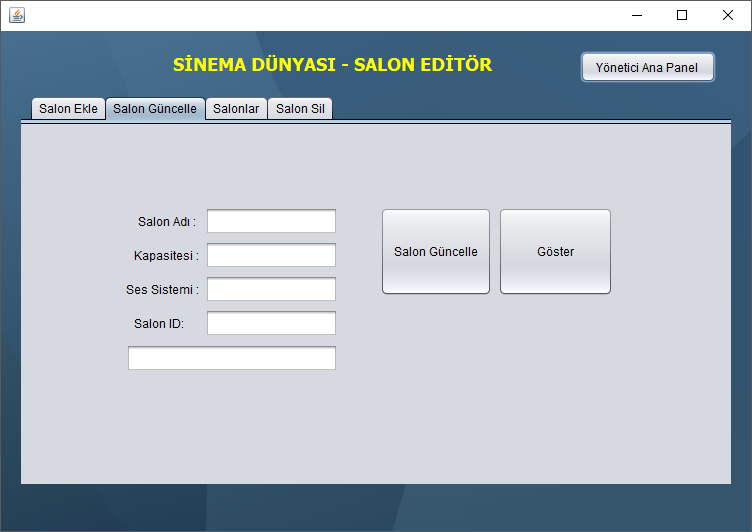 SİNEMA DÜNYASI - SALON EDİTÖR
Yönetici Ana Panel
Salon Ekle Salon Güncelle Salonlar Salon Sil
Salon Adı :
Kapasitesi :
Ses Sistemi :
Salon ID:
Salon Güncelle
Göster